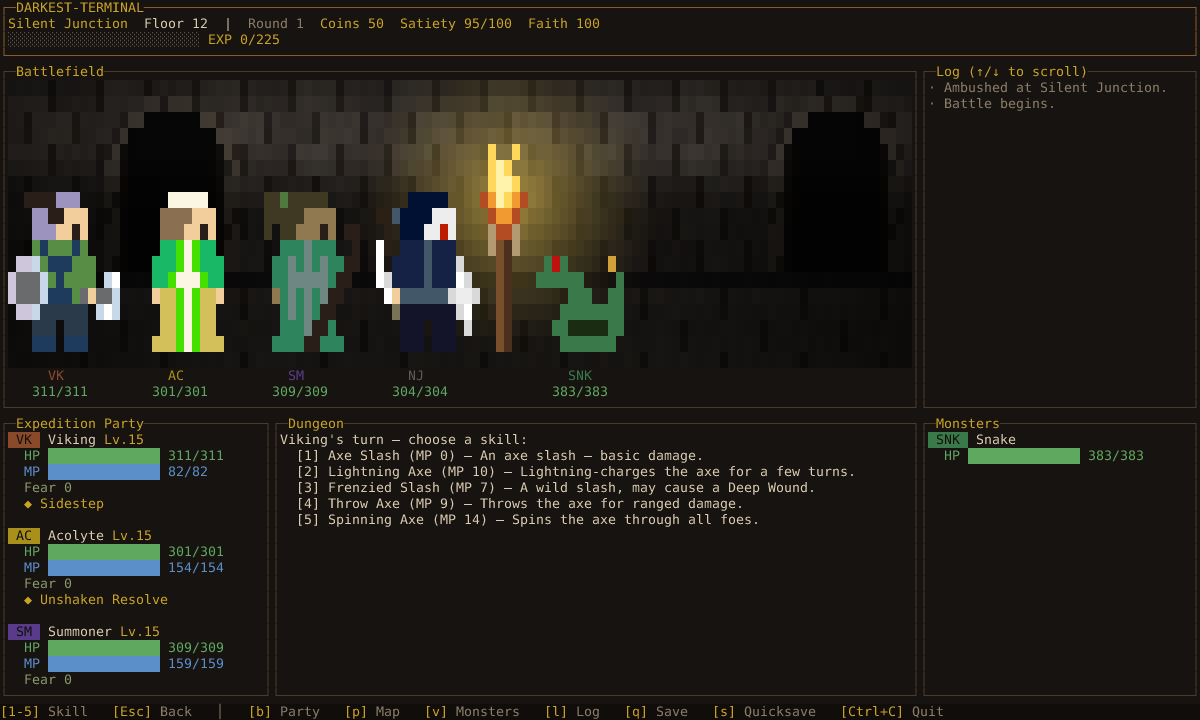 DARKEST-TERMINAL
Silent Junction  Floor 12  |  Round 1  Coins 50  Satiety 95/100  Faith 100
EXP 0/225
Battlefield
VK AC SM NJ SNK
311/311 301/301 309/309 304/304 383/383
Log (↑/↓ to scroll)
· Ambushed at Silent Junction.
· Battle begins.
Expedition Party
VK Viking Lv.15
HP 311/311
MP 82/82
Fear 0
◆ Sidestep
AC Acolyte Lv.15
HP 301/301
MP 154/154
Fear 0
◆ Unshaken Resolve
SM Summoner Lv.15
HP 309/309
MP 159/159
Fear 0
Dungeon
Viking's turn — choose a skill:
[1] Axe Slash (MP 0) — An axe slash — basic damage.
[2] Lightning Axe (MP 10) — Lightning-charges the axe for a few turns.
[3] Frenzied Slash (MP 7) — A wild slash, may cause a Deep Wound.
[4] Throw Axe (MP 9) — Throws the axe for ranged damage.
[5] Spinning Axe (MP 14) — Spins the axe through all foes.
Monsters
SNK Snake
HP 383/383
[1-5] Skill  [Esc] Back  │  [b] Party  [p] Map  [v] Monsters  [l] Log  [q] Save  [s] Quicksave  [Ctrl+C] Quit